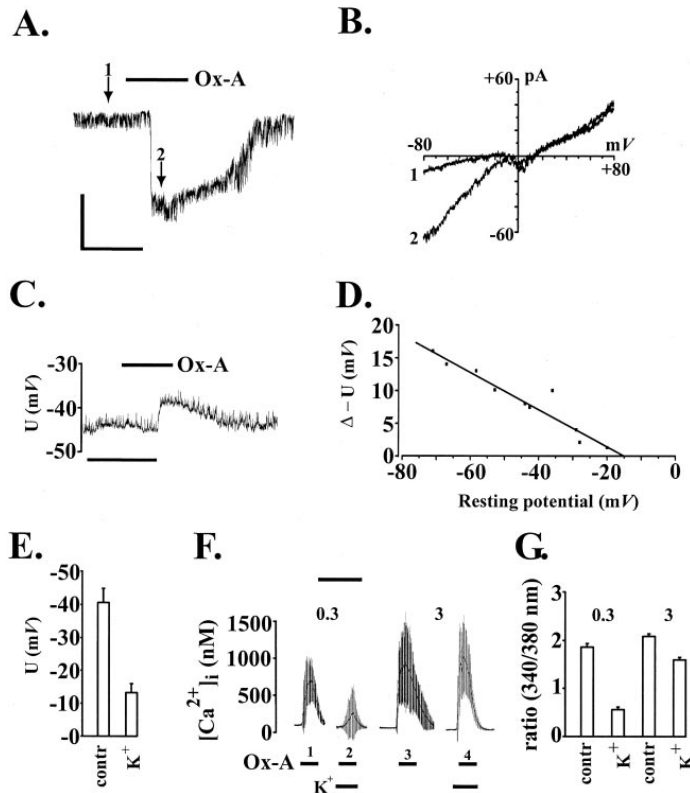 A.
1
Ox-A
2
B.
+60
pA
-80
mV
+80
1
2
-60
C.
-30
-40
-50
U (mV)
Ox-A
D.
20
15
10
5
0
Δ – U (mV)
-80
-60
-40
-20
0
Resting potential (mV)
E.
-50
-40
-30
-20
-10
-0
U (mV)
contr
K+
F.
0.3
3
1500
1000
500
0
[Ca2+]i (nM)
Ox-A
1
2
3
4
K+
G.
3
2
1
0
ratio (340/380 nm)
0.3
3
contr
K+
contr
K+